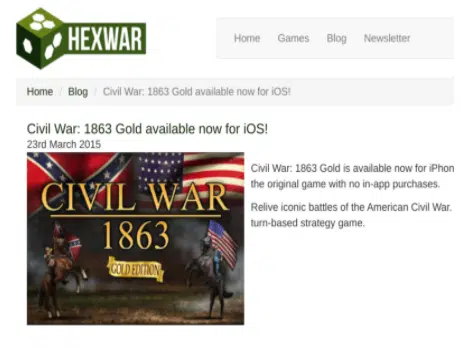 HEXWAR
Home Games Blog Newsletter
Home / Blog / Civil War: 1863 Gold available now for iOS!
Civil War: 1863 Gold available now for iOS!
23rd March 2015
CIVIL WAR
1863
GOLD EDITION
Civil War: 1863 Gold is available now for iPhon
the original game with no in-app purchases.
Relive iconic battles of the American Civil War.
turn-based strategy game.